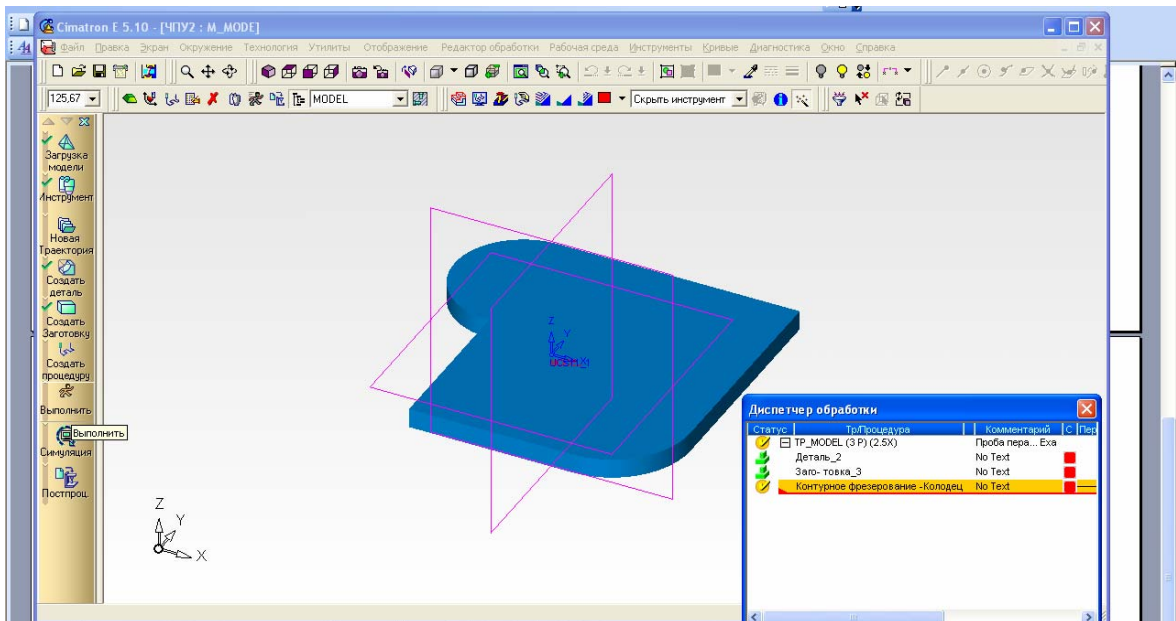 Cimatron E 5.10 - [ЧПУ2 : M_MODE]
Файл Правка Экран Окружение Технология Утилиты Отображение Редактор обработки Рабочая среда Инструменты Кривые Диагностика Окно Справка
125,67 MODEL Скрыть инструмент
Загрузка
модели
Инструмент
Новая
Траектория
Создать
деталь
Создать
Заготовку
Создать
процедуру
Выполнить
Выполнить
Симуляция
Постпроц.
Z
Y
X
Z
Y
X
Диспетчер обработки
Статус Тр/Процедура Комментарий С Пер
TP_MODEL (3 P) (2.5X) Проба пера... Exa
Деталь_2 No Text
Заго- товка_3 No Text
Контурное фрезерование -Колодец No Text